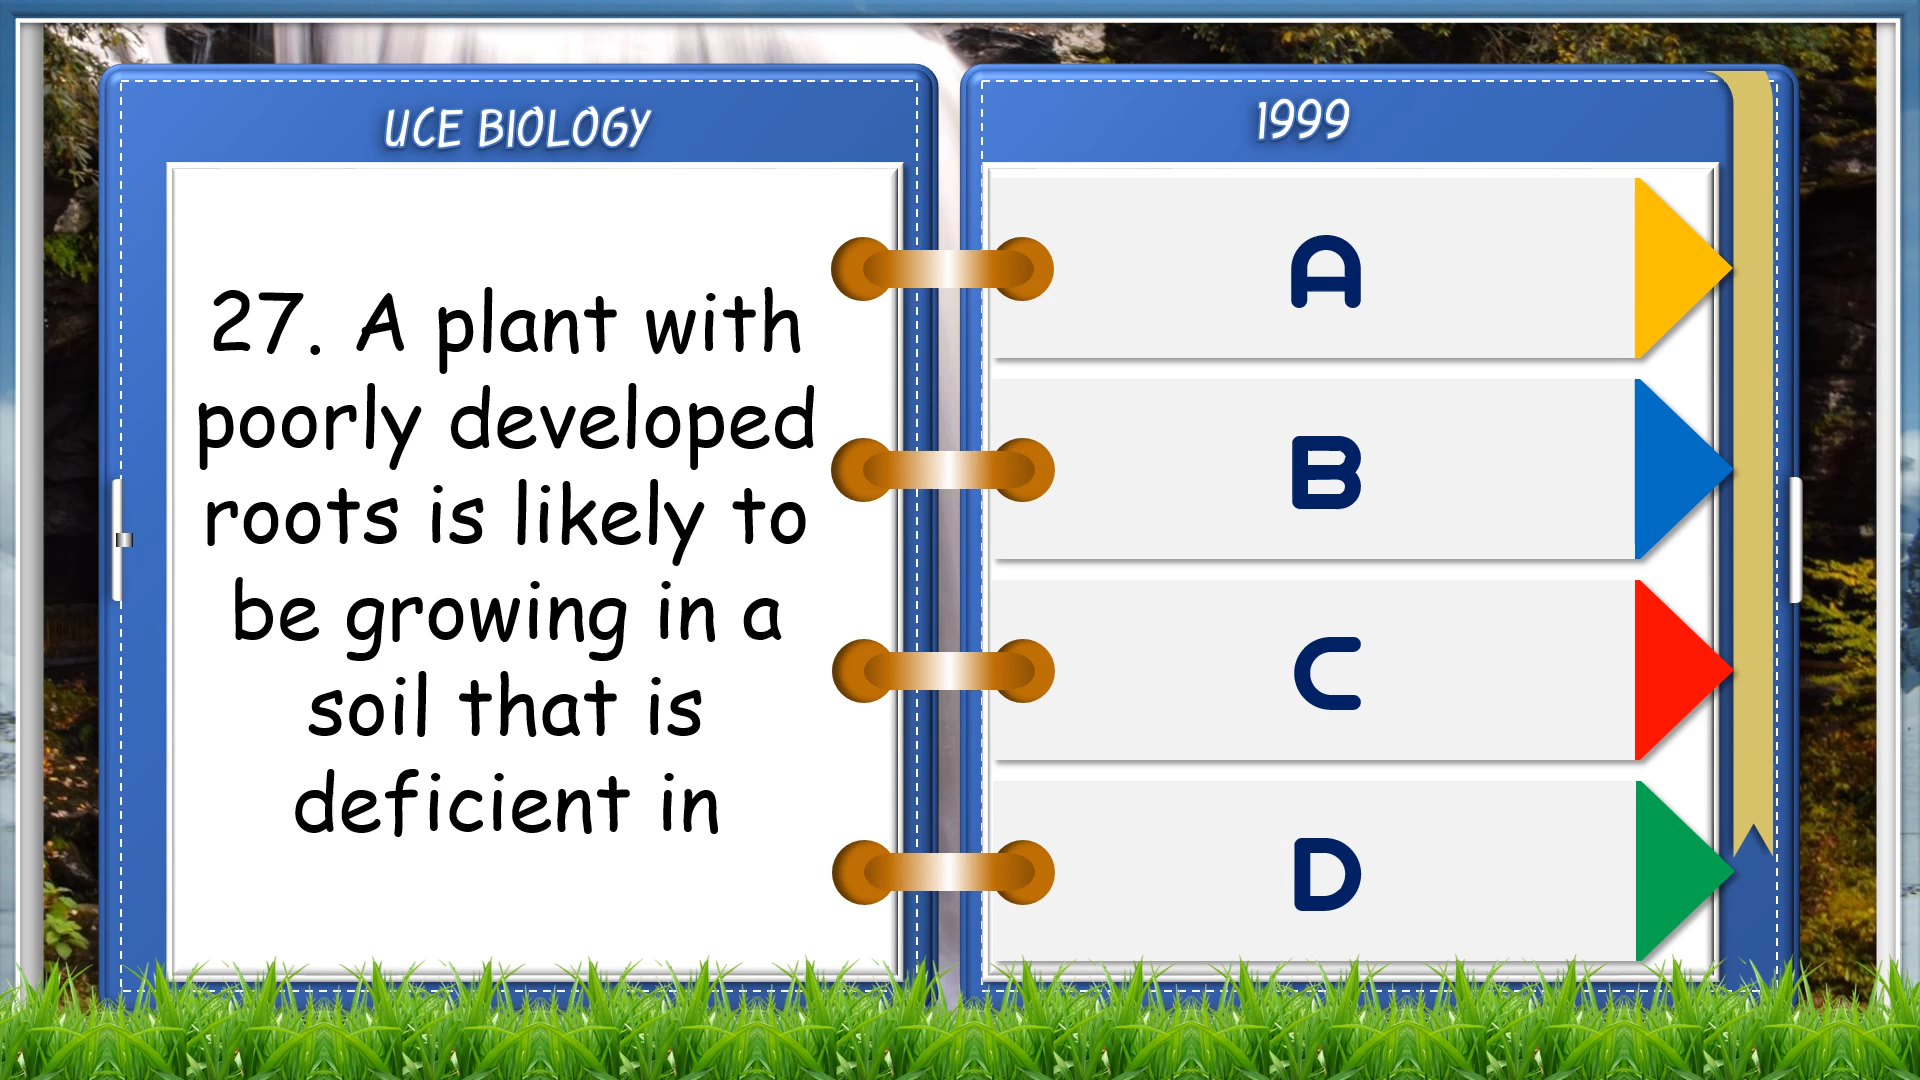 UCE BIOLOGY
27. A plant with
poorly developed
roots is likely to
be growing in a
soil that is
deficient in
1999
A
B
C
D